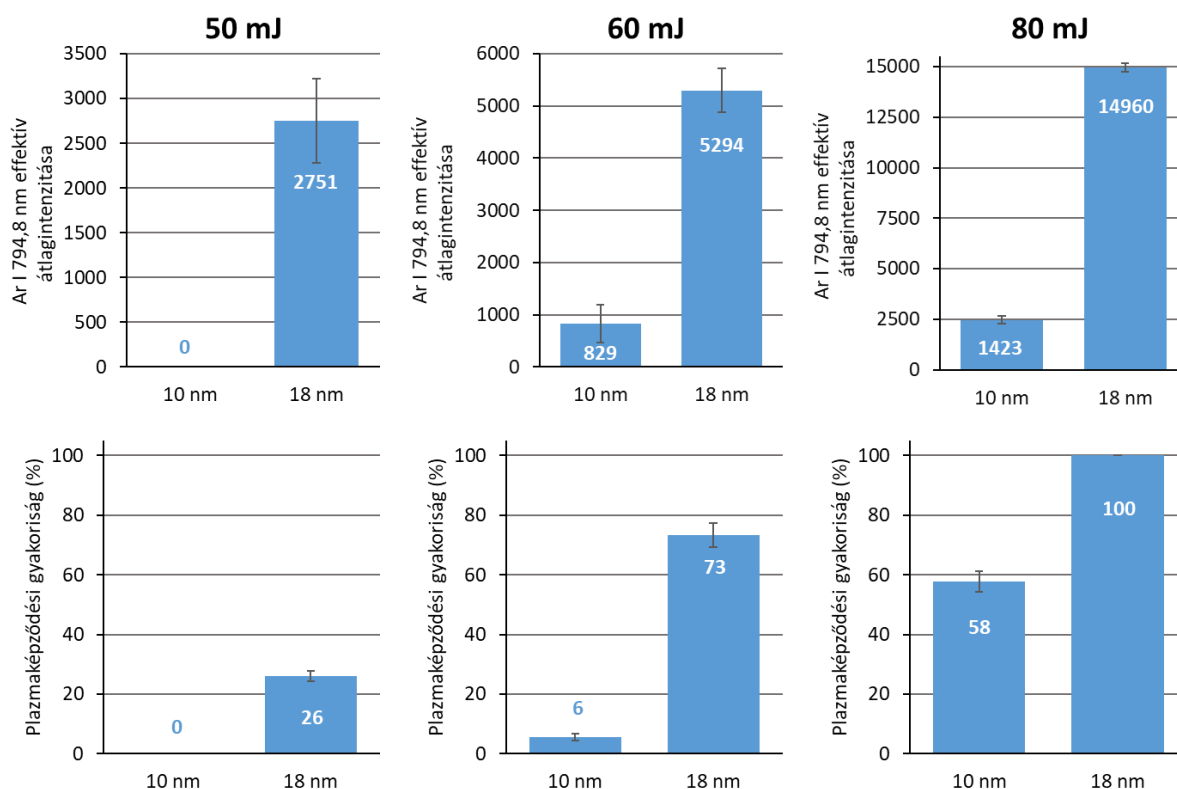 50 mJ
Ar I 794,8 nm effektív
átlagintenzitása
3500
3000
2500
2000
1500
1000
500
0
2751
0
10 nm
18 nm
60 mJ
Ar I 794,8 nm effektív
átlagintenzitása
6000
5000
4000
3000
2000
1000
0
5294
829
10 nm
18 nm
80 mJ
Ar I 794,8 nm effektív
átlagintenzitása
15000
12500
10000
7500
5000
2500
0
14960
1423
10 nm
18 nm
Plazmaképződési gyakoriság (%)
100
80
60
40
20
0
0
26
10 nm
18 nm
Plazmaképződési gyakoriság (%)
100
80
60
40
20
0
6
73
10 nm
18 nm
Plazmaképződési gyakoriság (%)
100
80
60
40
20
0
58
100
10 nm
18 nm